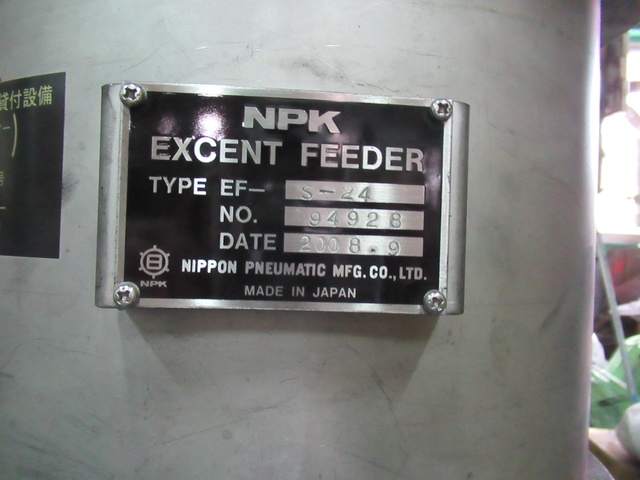 貸付設備
NPK
EXCENT FEEDER
TYPE EF- S-24
NO. 94928
DATE 2008.9
NIPPON PNEUMATIC MFG.CO.,LTD.
NPK
MADE IN JAPAN